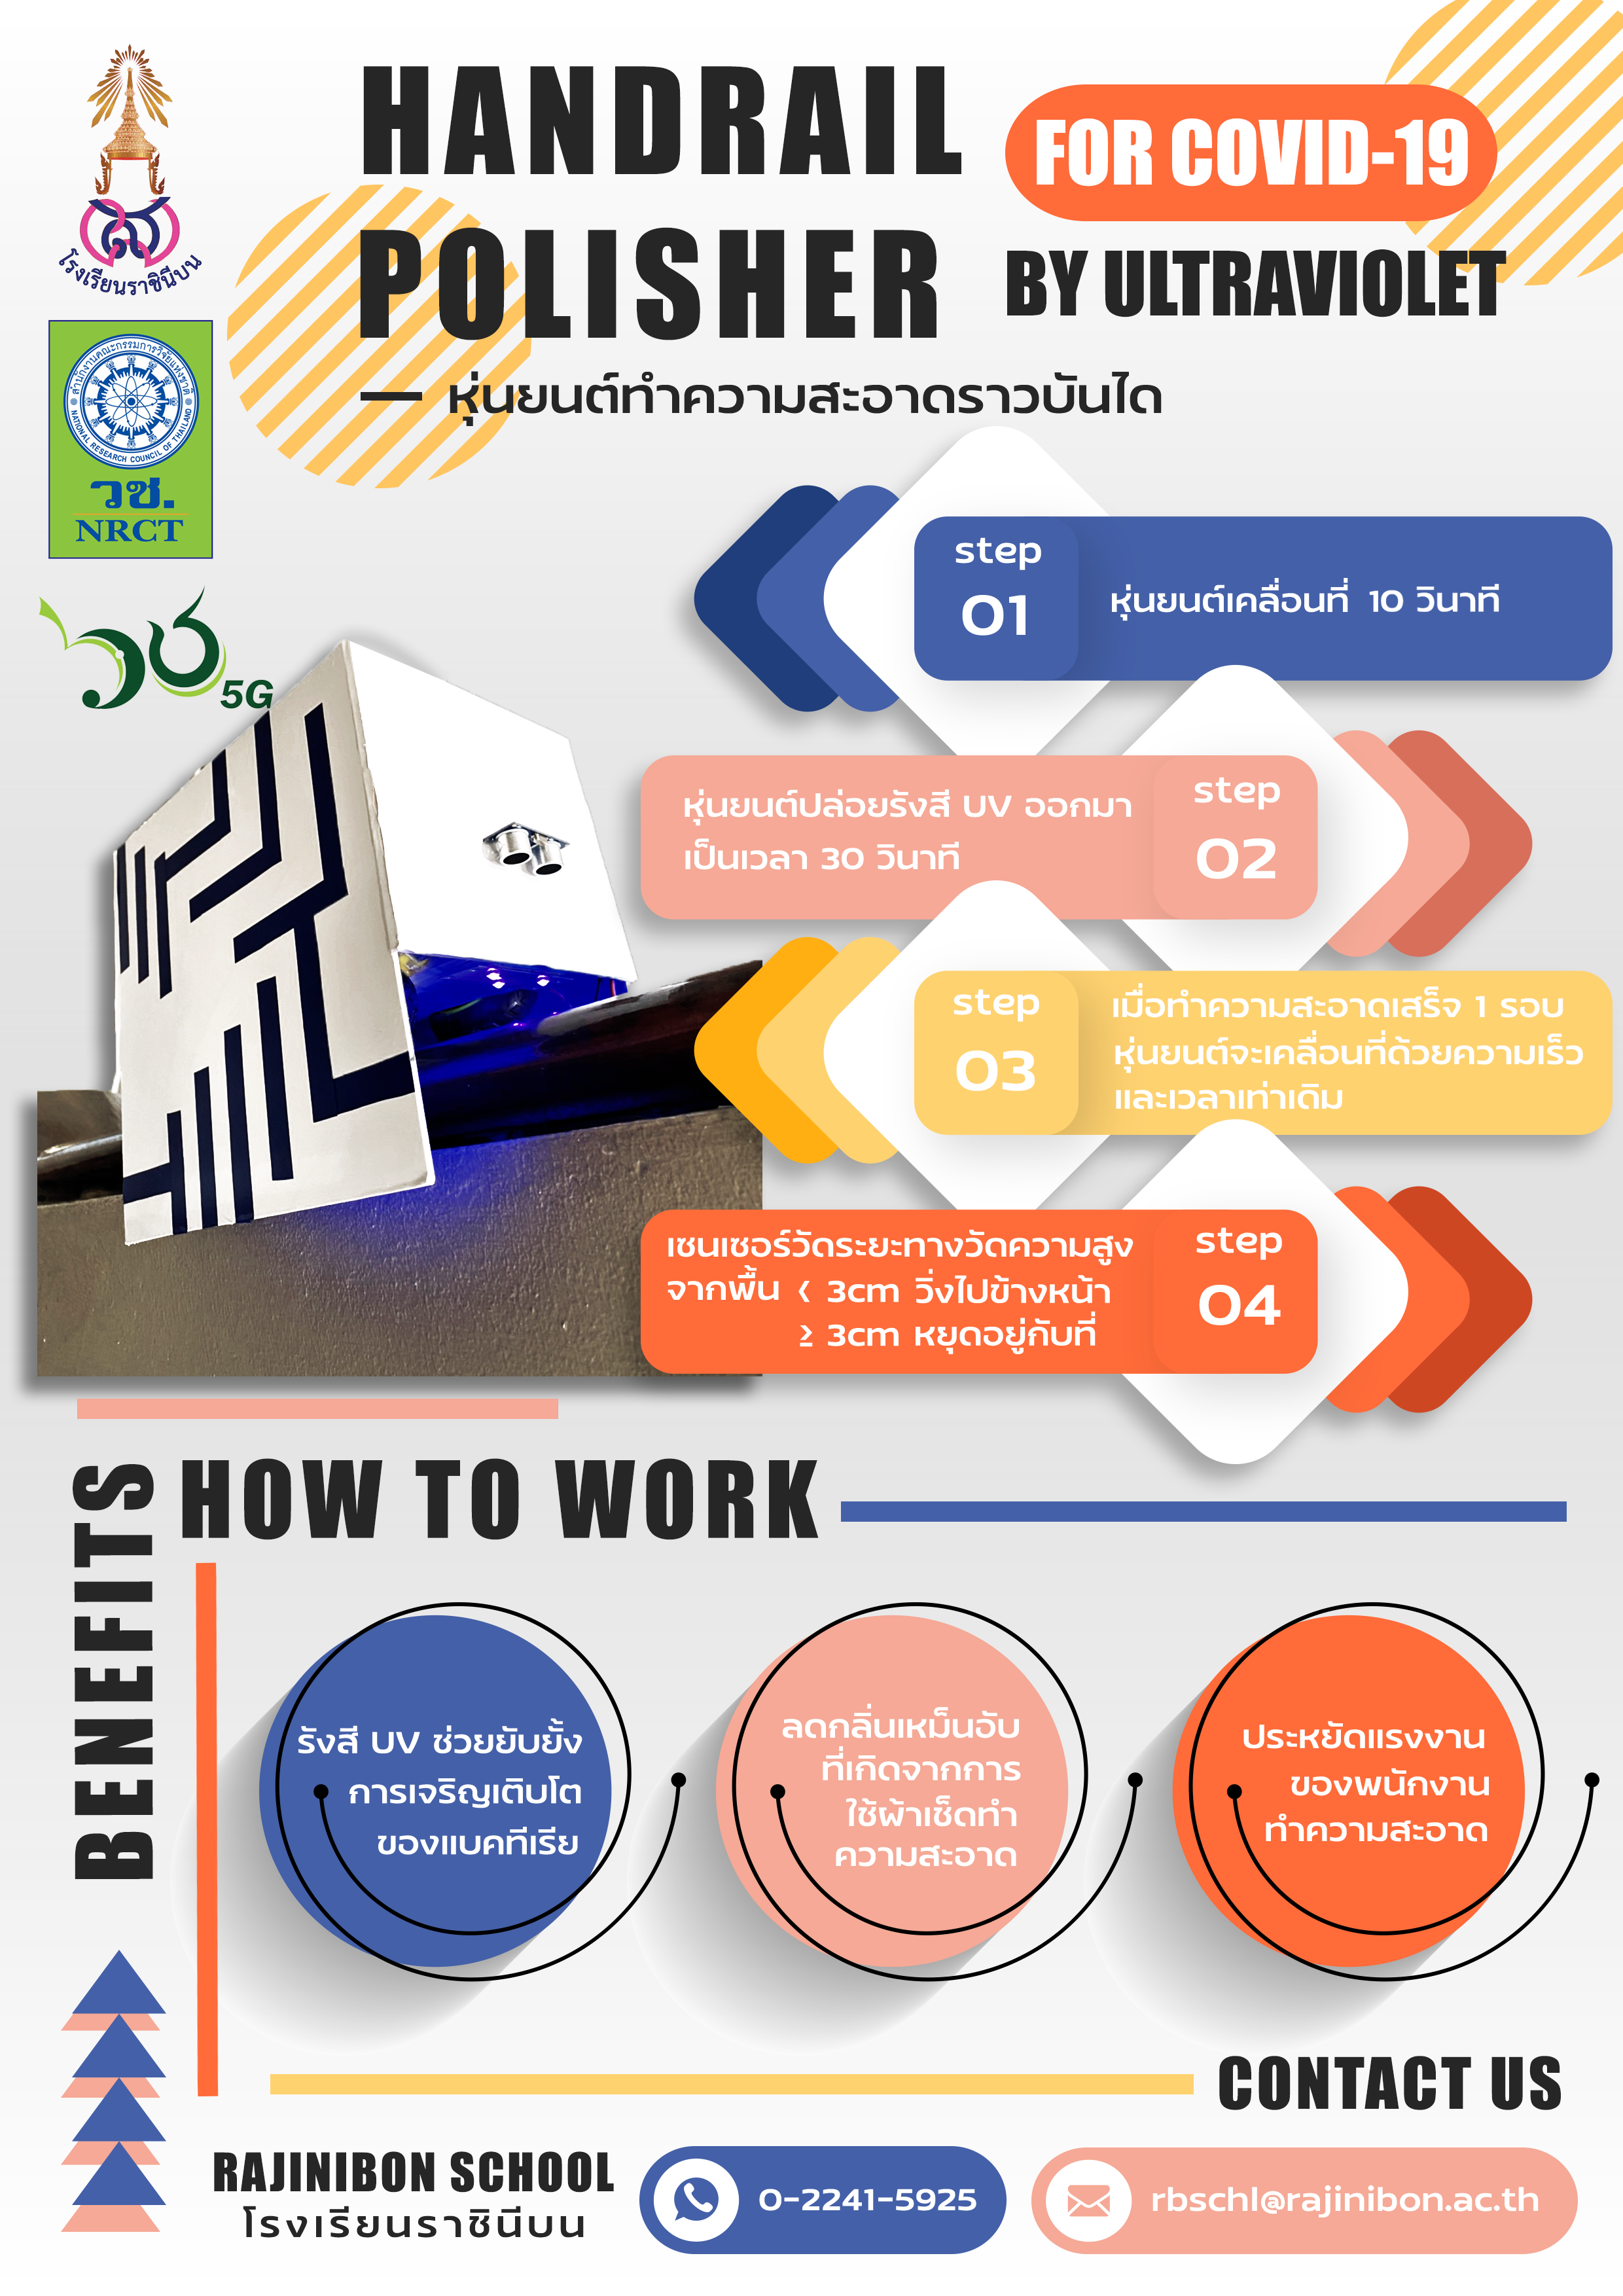 HANDRAIL
POLISHER
FOR COVID-19
BY ULTRAVIOLET
หุ่นยนต์ทำความสะอาดราวบันได
โรงเรียนราชินีบน
สำนักงานคณะกรรมการวิจัยแห่งชาติ
NATIONAL RESEARCH COUNCIL OF THAILAND
วช.
NRCT
วช
5G
step
01
หุ่นยนต์เคลื่อนที่ 10 วินาที
หุ่นยนต์ปล่อยรังสี UV ออกมา
เป็นเวลา 30 วินาที
step
02
step
03
เมื่อทำความสะอาดเสร็จ 1 รอบ
หุ่นยนต์จะเคลื่อนที่ด้วยความเร็ว
และเวลาเท่าเดิม
เซนเซอร์วัดระยะทางวัดความสูง
จากพื้น < 3cm วิ่งไปข้างหน้า
≥ 3cm หยุดอยู่กับที่
step
04
HOW TO WORK
BENEFITS
รังสี UV ช่วยยับยั้ง
การเจริญเติบโต
ของแบคทีเรีย
ลดกลิ่นเหม็นอับ
ที่เกิดจากการ
ใช้ผ้าเช็ดทำ
ความสะอาด
ประหยัดแรงงาน
ของพนักงาน
ทำความสะอาด
CONTACT US
RAJINIBON SCHOOL
โรงเรียนราชินีบน
0-2241-5925
rbschl@rajinibon.ac.th